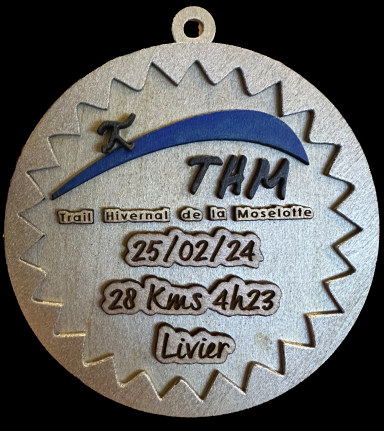 THM
Trail Hivernal de la Moselotte
25/02/24
28 Kms 4h23
Livier